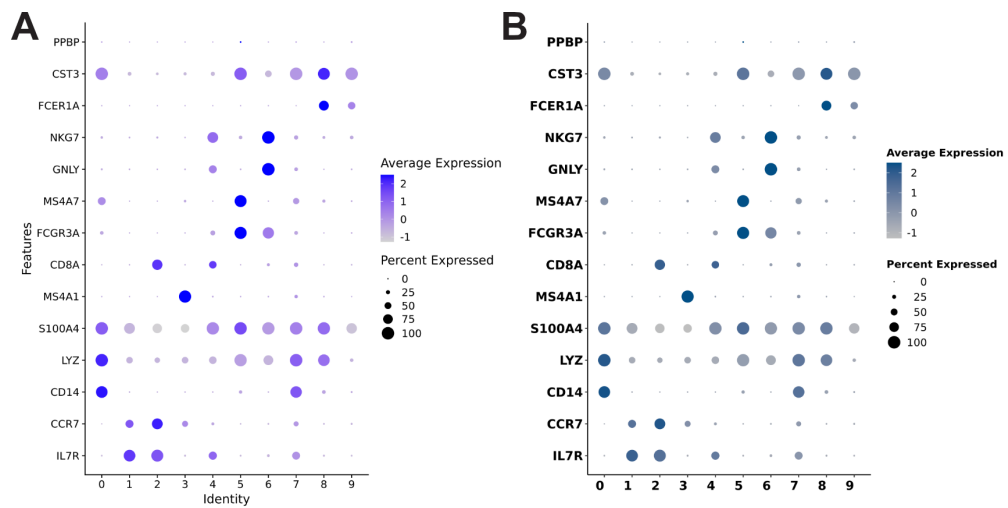 A
PPBP
CST3
FCER1A
NKG7
GNLY
MS4A7
FCGR3A
CD8A
MS4A1
S100A4
LYZ
CD14
CCR7
IL7R
Features
0 1 2 3 4 5 6 7 8 9
Identity
Average Expression
2
1
0
-1
Percent Expressed
0
25
50
75
100
B
PPBP
CST3
FCER1A
NKG7
GNLY
MS4A7
FCGR3A
CD8A
MS4A1
S100A4
LYZ
CD14
CCR7
IL7R
0 1 2 3 4 5 6 7 8 9
Average Expression
2
1
0
-1
Percent Expressed
0
25
50
75
100